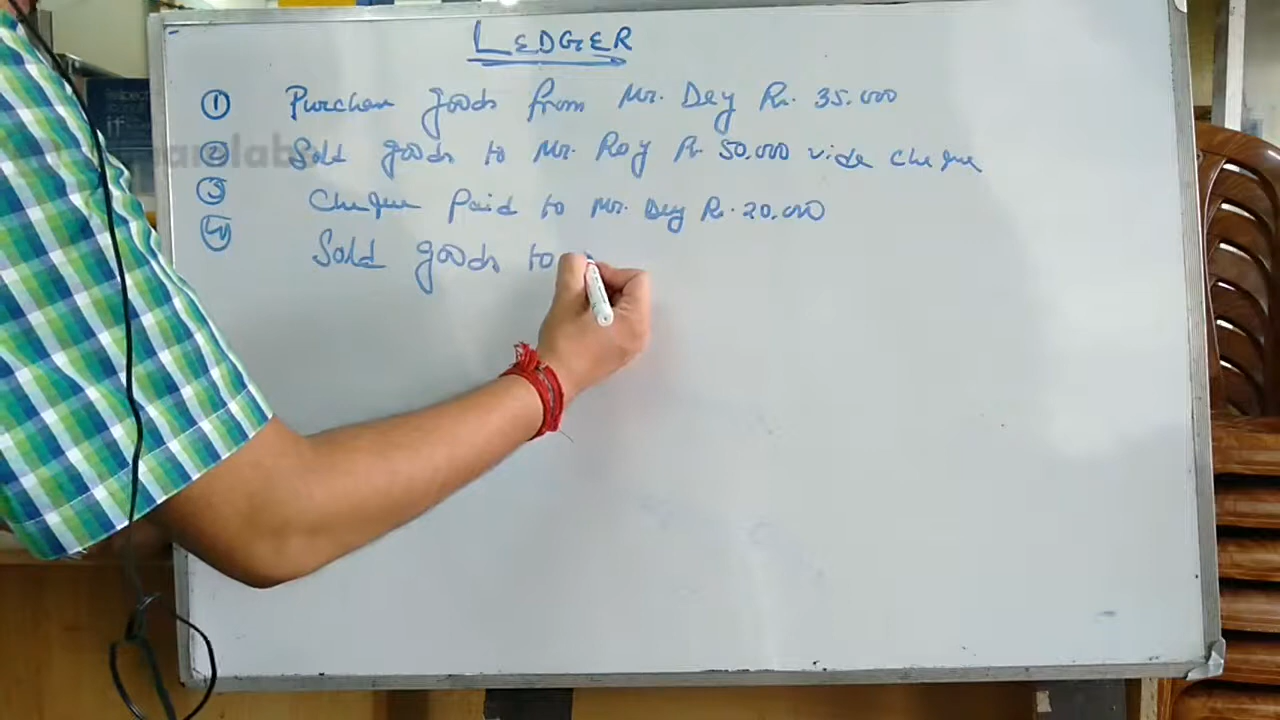 LEDGER
① Purchase goods from Mr. Dey Rs. 35,000
② Sold goods to Mr. Roy Rs. 50,000 vide cheque
③ Cheque Paid to Mr. Dey Rs. 20,000
④ Sold goods to